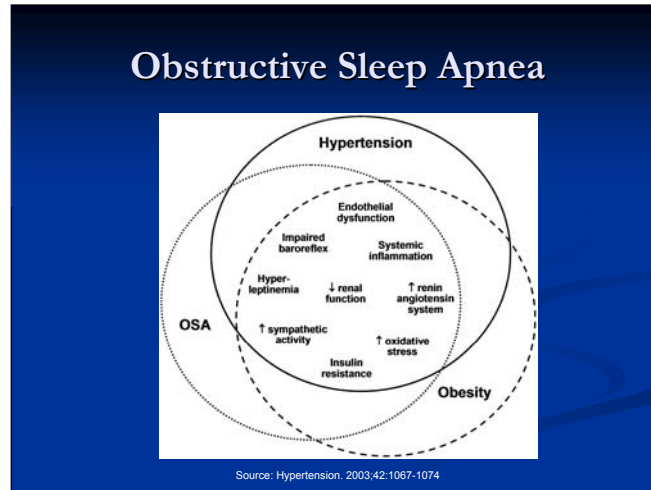 Obstructive Sleep Apnea
Hypertension
Endothelial
dysfunction
Impaired
baroreflex
Systemic
inflammation
Hyper-
leptinemia
↓ renal
function
↑ renin
angiotensin
system
OSA
↑ sympathetic
activity
↑ oxidative
stress
Insulin
resistance
Obesity
Source: Hypertension. 2003;42:1067-1074